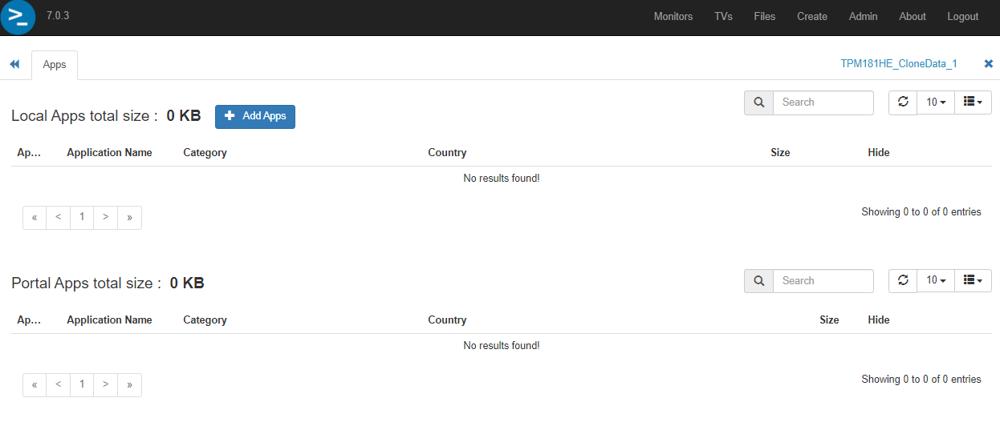 7.0.3 Monitors TVs Files Create Admin About Logout
Apps TPM181HE_CloneData_1
Local Apps total size : 0 KB Add Apps Search 10
Ap... Application Name Category Country Size Hide
No results found!
« < 1 > » Showing 0 to 0 of 0 entries
Portal Apps total size : 0 KB Search 10
Ap... Application Name Category Country Size Hide
No results found!
« < 1 > » Showing 0 to 0 of 0 entries